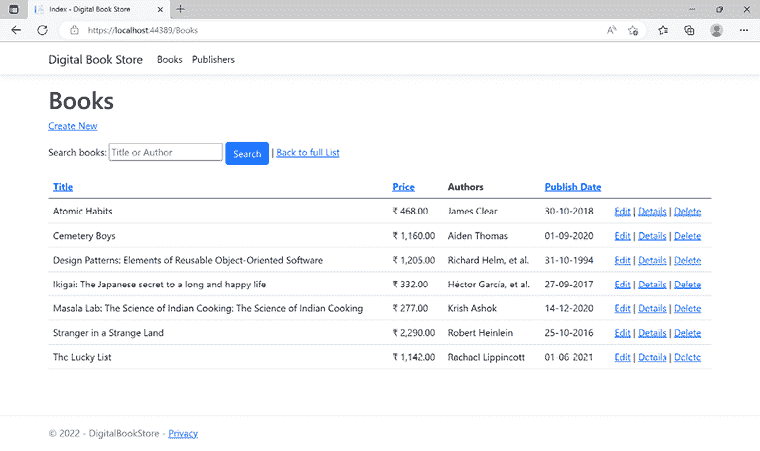 Index - Digital Book Store
https://localhost:44389/Books
Digital Book Store Books Publishers
Books
Create New
Search books: Title or Author Search | Back to full List
Title Price Authors Publish Date
Atomic Habits ₹ 468.00 James Clear 30-10-2018 Edit | Details | Delete
Cemetery Boys ₹ 1,160.00 Aiden Thomas 01-09-2020 Edit | Details | Delete
Design Patterns: Elements of Reusable Object-Oriented Software ₹ 1,205.00 Richard Helm, et al. 31-10-1994 Edit | Details | Delete
Ikigai: The Japanese secret to a long and happy life ₹ 332.00 Héctor García, et al. 27-09-2017 Edit | Details | Delete
Masala Lab: The Science of Indian Cooking: The Science of Indian Cooking ₹ 277.00 Krish Ashok 14-12-2020 Edit | Details | Delete
Stranger in a Strange Land ₹ 2,290.00 Robert Heinlein 25-10-2016 Edit | Details | Delete
The Lucky List ₹ 1,142.00 Rachael Lippincott 01-06-2021 Edit | Details | Delete
© 2022 - DigitalBookStore - Privacy